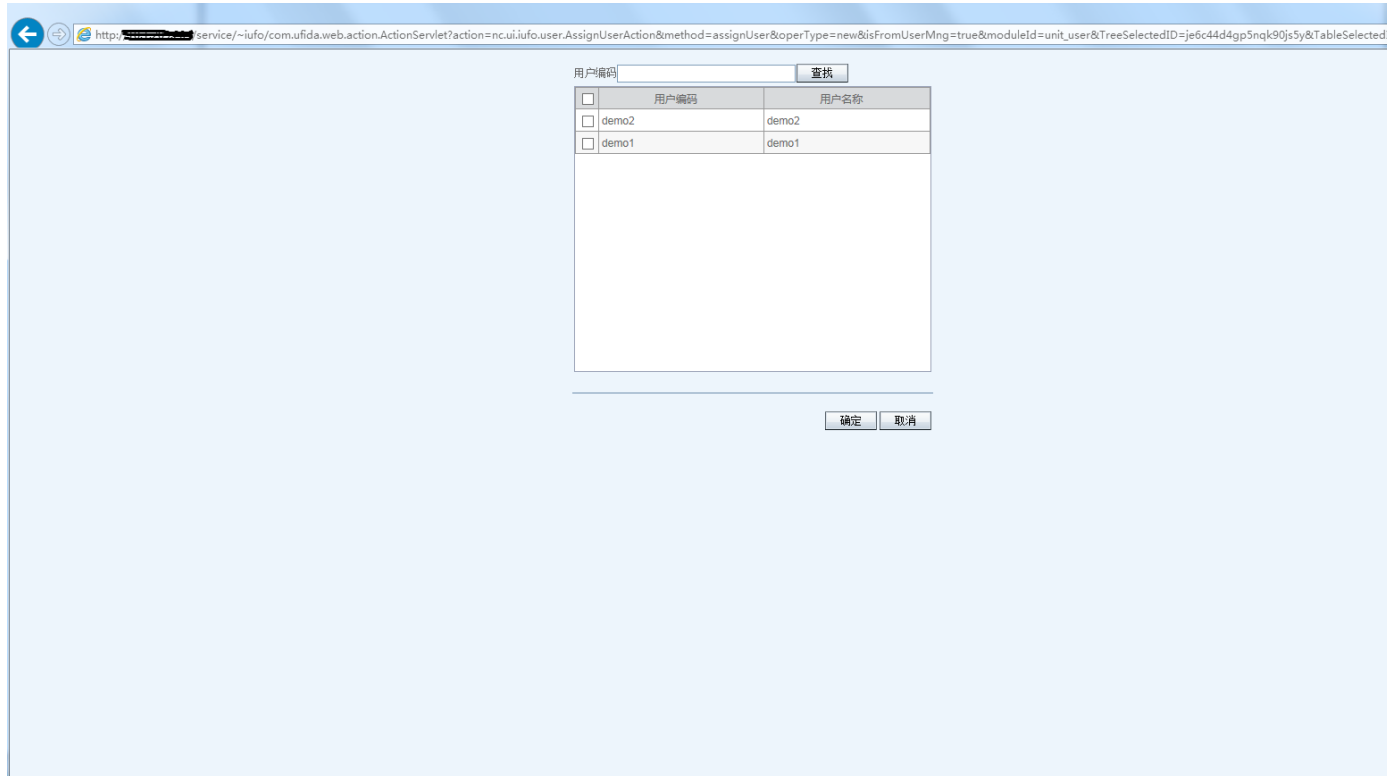 http:/
/service/~iufo/com.ufida.web.action.ActionServlet?action=nc.ui.iufo.user.AssignUserAction&method=assignUser&operType=new&isFromUserMng=true&moduleId=unit_user&TreeSelectedID=je6c44d4gp5nqk90js5y&TableSelected
用户编码 查找
用户编码 用户名称
demo2 demo2
demo1 demo1
确定 取消